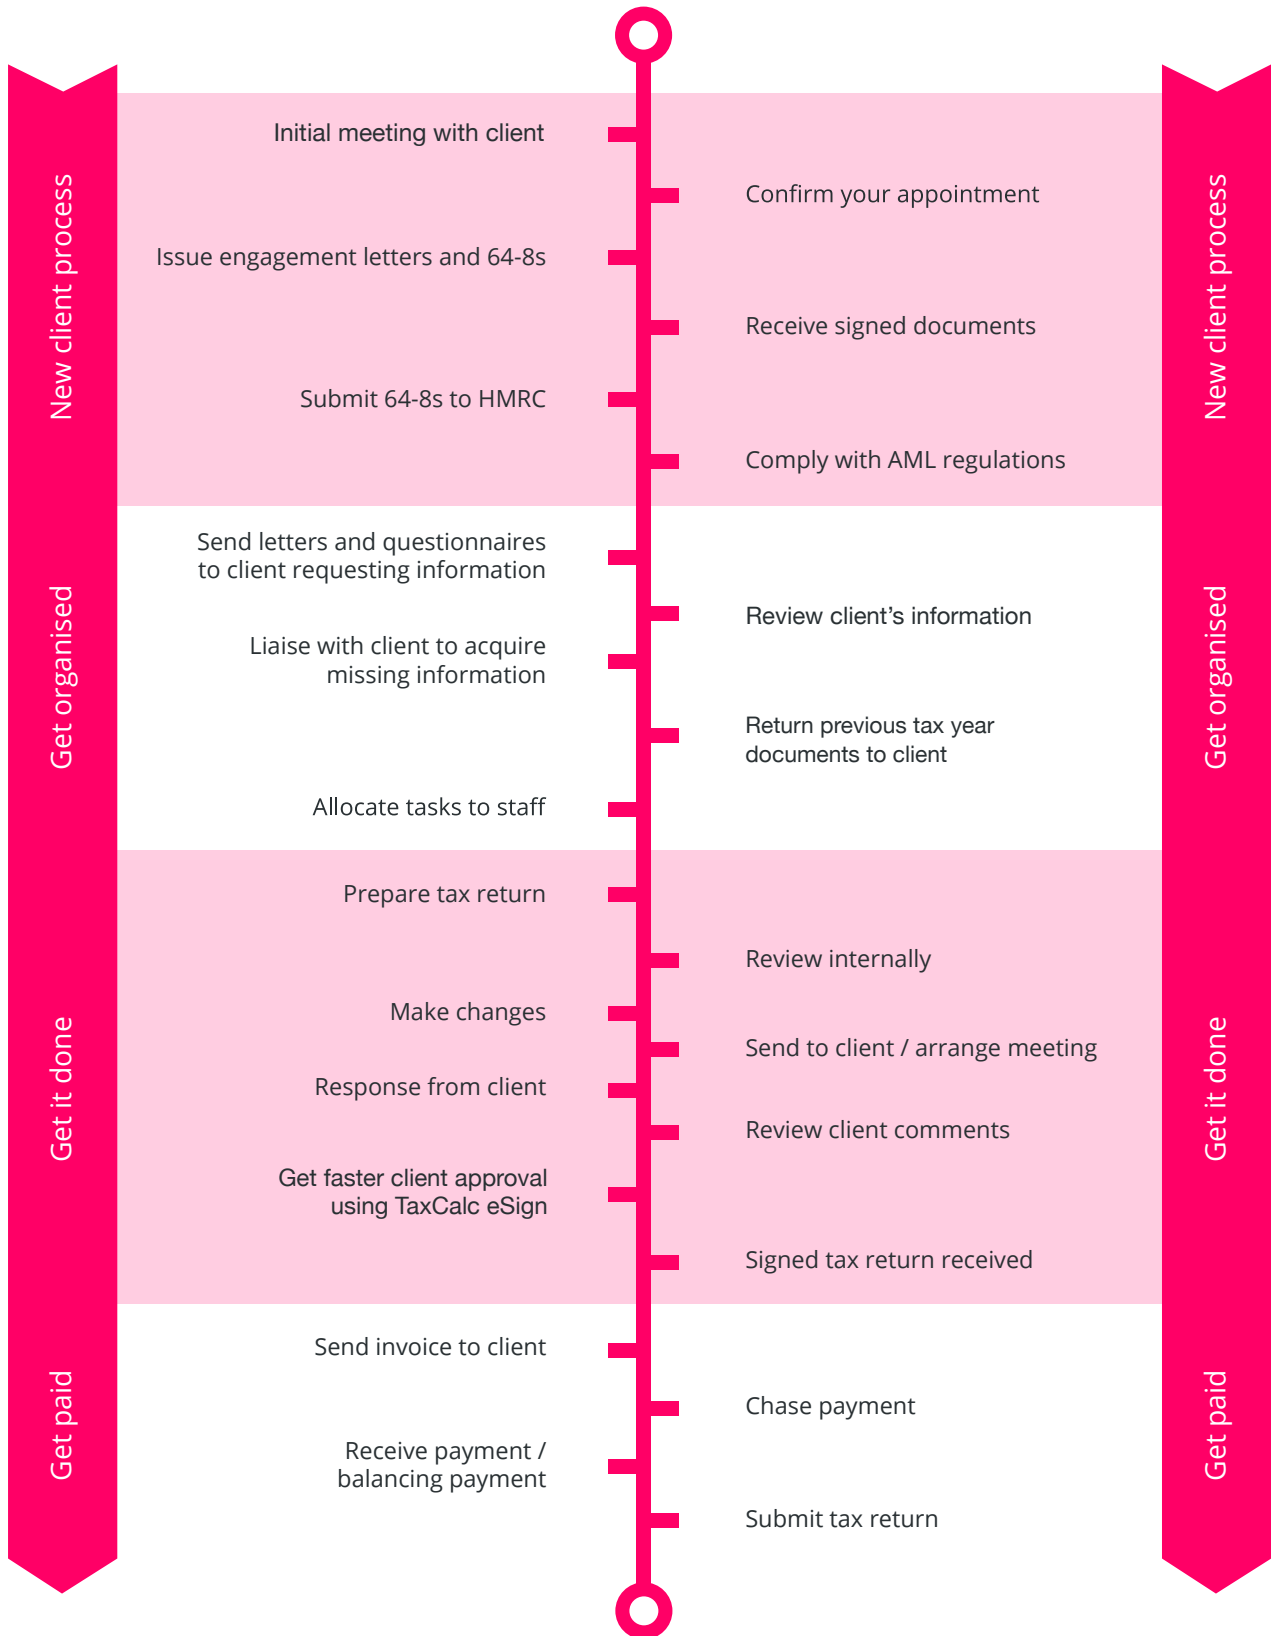 New client process
Initial meeting with client
Confirm your appointment
Issue engagement letters and 64-8s
Receive signed documents
Submit 64-8s to HMRC
Comply with AML regulations
New client process
Get organised
Send letters and questionnaires
to client requesting information
Review client’s information
Liaise with client to acquire
missing information
Return previous tax year
documents to client
Allocate tasks to staff
Get organised
Get it done
Prepare tax return
Review internally
Make changes
Send to client / arrange meeting
Response from client
Review client comments
Get faster client approval
using TaxCalc eSign
Signed tax return received
Get it done
Get paid
Send invoice to client
Chase payment
Receive payment /
balancing payment
Submit tax return
Get paid